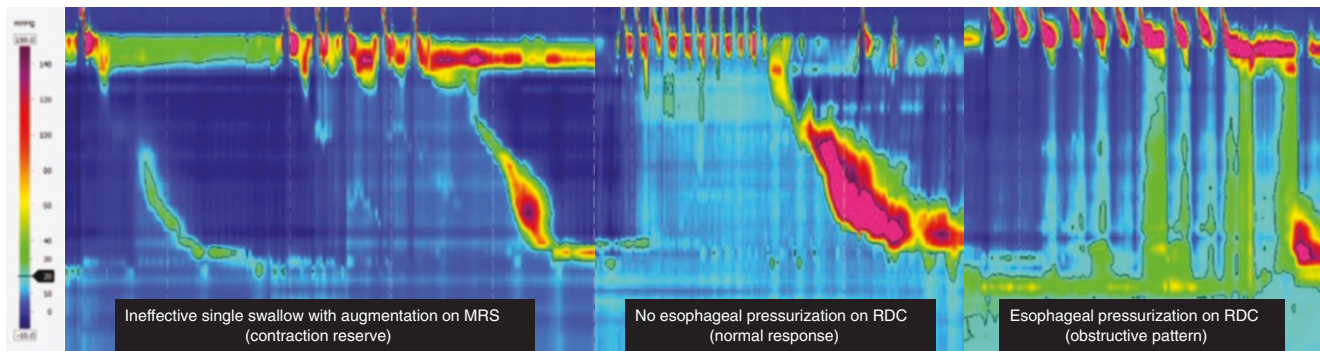 mmHg
150.0
140
120
100
80
60
40
30
20
10
0
-10.0
Ineffective single swallow with augmentation on MRS
(contraction reserve)
No esophageal pressurization on RDC
(normal response)
Esophageal pressurization on RDC
(obstructive pattern)